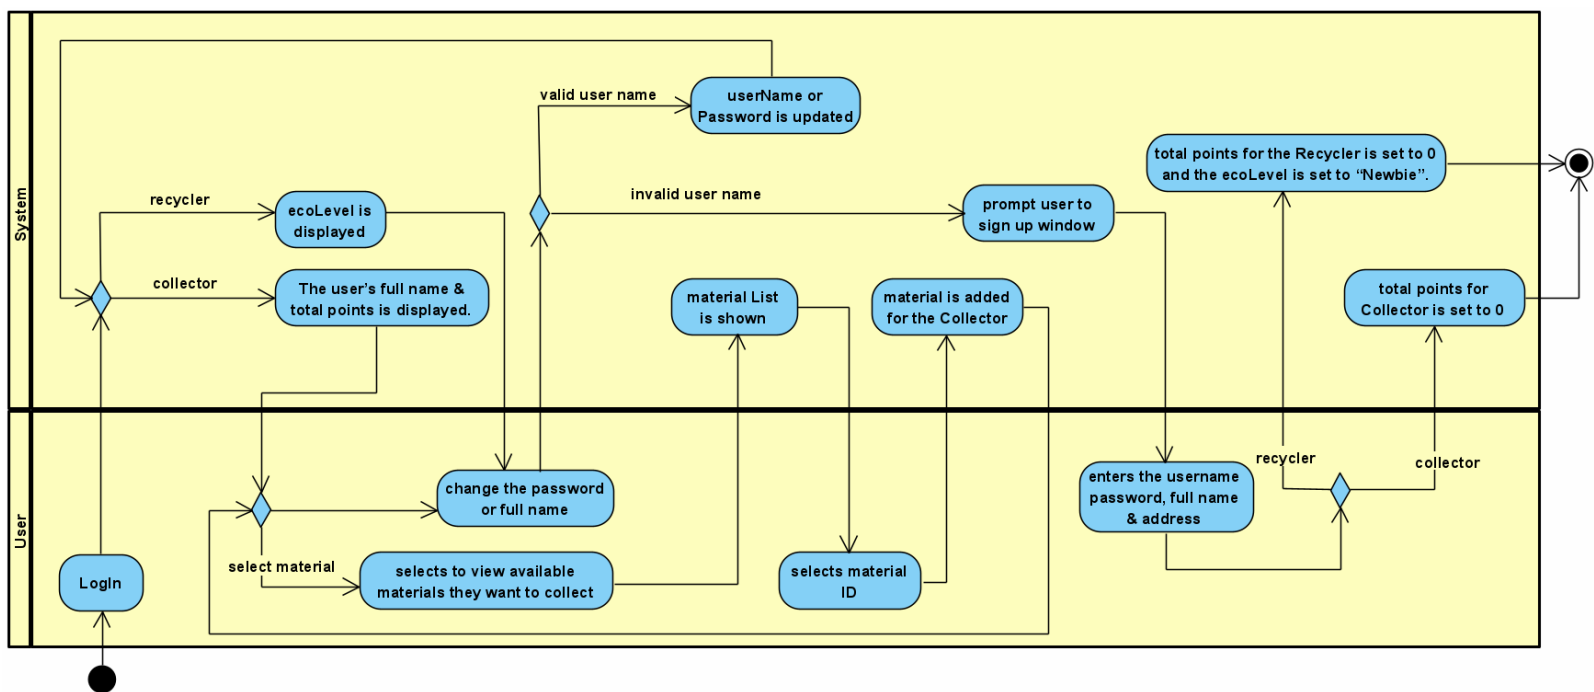 System
valid user name
userName or
Password is updated
total points for the Recycler is set to 0
and the ecoLevel is set to “Newbie”.
recycler
ecoLevel is
displayed
invalid user name
prompt user to
sign up window
collector
The user’s full name &
total points is displayed.
material List
is shown
material is added
for the Collector
total points for
Collector is set to 0
User
change the password
or full name
enters the username
password, full name
& address
recycler
collector
LogIn
select material
selects to view available
materials they want to collect
selects material
ID